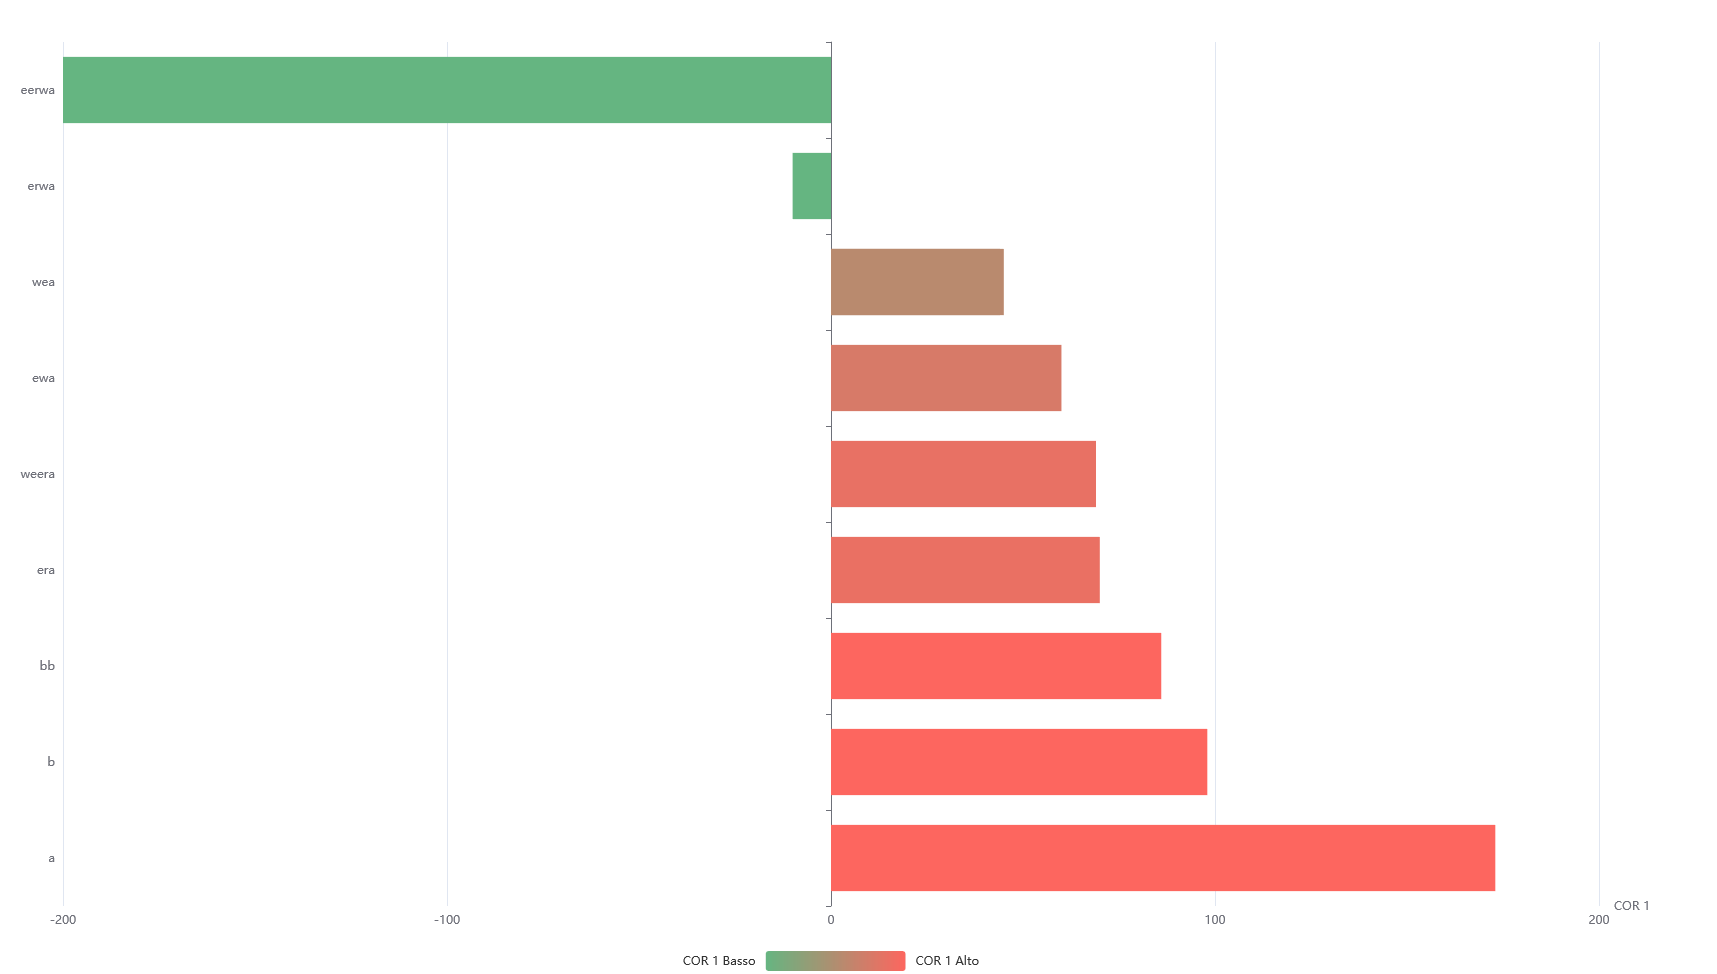 eerwa
erwa
wea
ewa
weera
era
bb
b
a
-200 -100 0 100 200 COR 1
COR 1 Basso COR 1 Alto